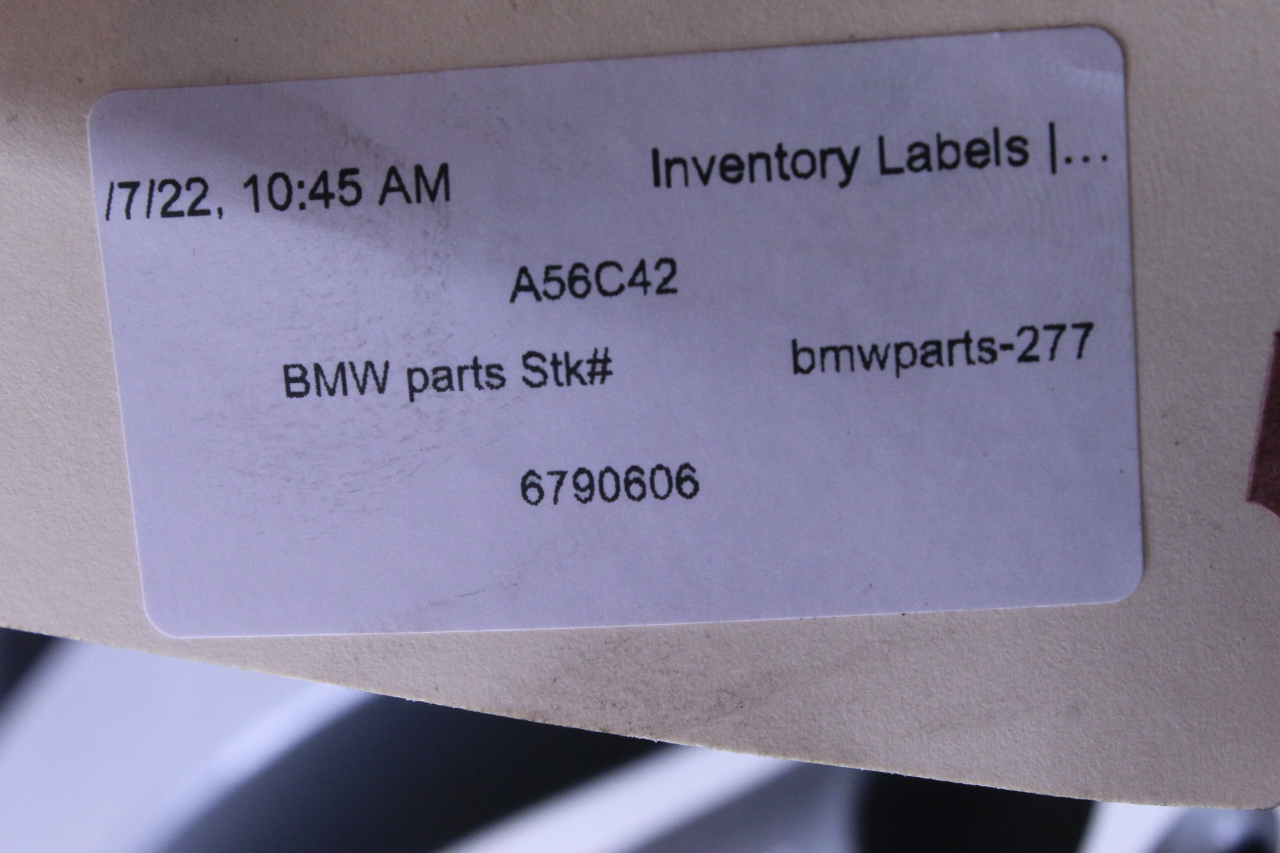 /7/22, 10:45 AM Inventory Labels |...
A56C42
BMW parts Stk# bmwparts-277
6790606